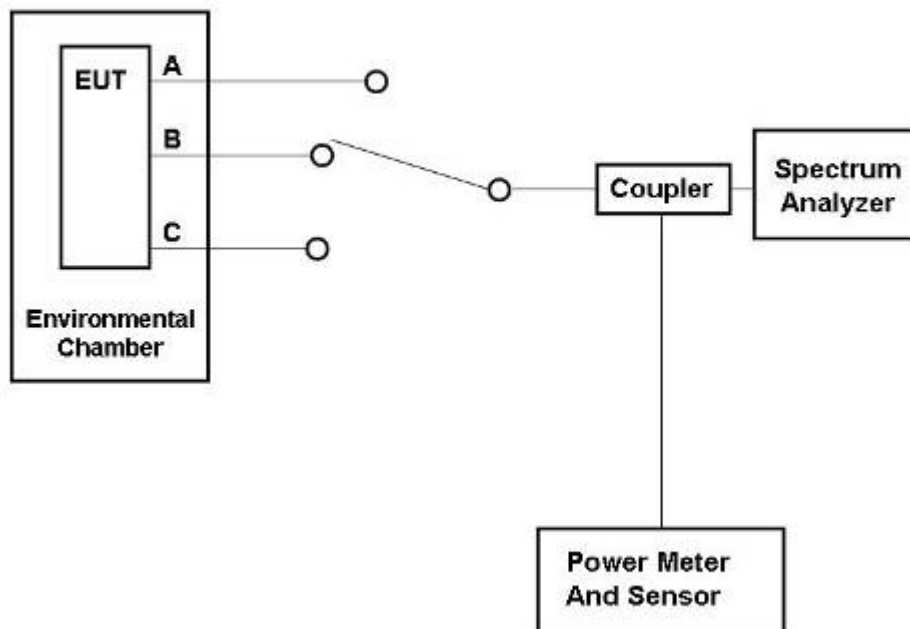 EUT
A
B
C
Environmental
Chamber
Coupler
Spectrum
Analyzer
Power Meter
And Sensor